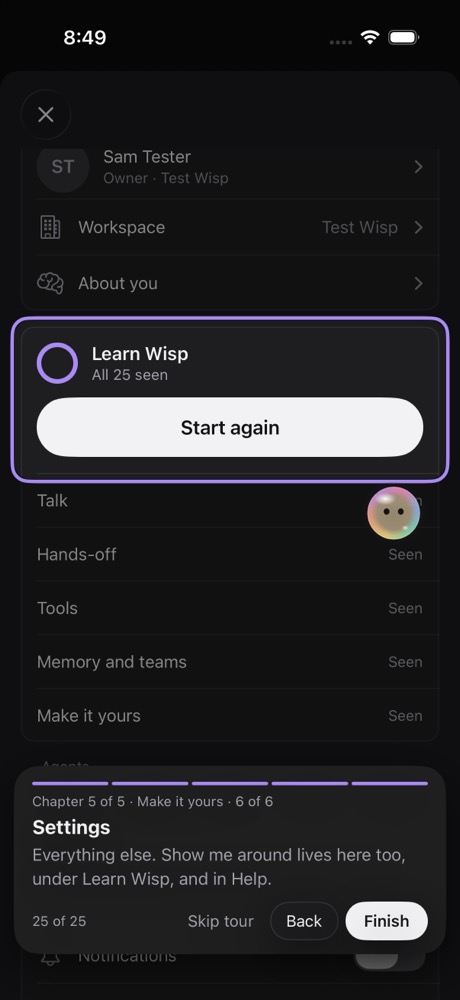 8:49
ST
Sam Tester
Owner · Test Wisp
Workspace
Test Wisp
About you
Learn Wisp
All 25 seen
Start again
Talk
Hands-off
Seen
Tools
Seen
Memory and teams
Seen
Make it yours
Seen
Agents
Chapter 5 of 5 · Make it yours · 6 of 6
Settings
Everything else. Show me around lives here too,
under Learn Wisp, and in Help.
25 of 25
Skip tour
Back
Finish
Notifications